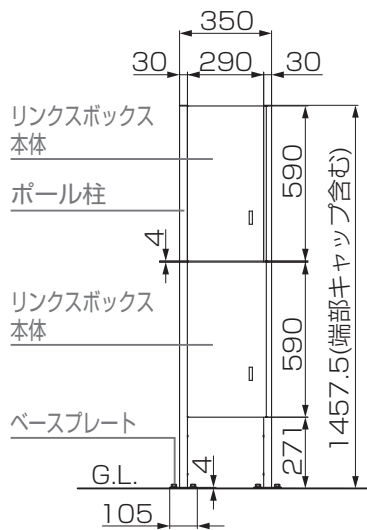 350
30 290 30
リンクスボックス
本体
ポール柱
590
4
1457.5(端部キャップ含む)
リンクスボックス
本体
590
ベースプレート
271
4
G.L.
105